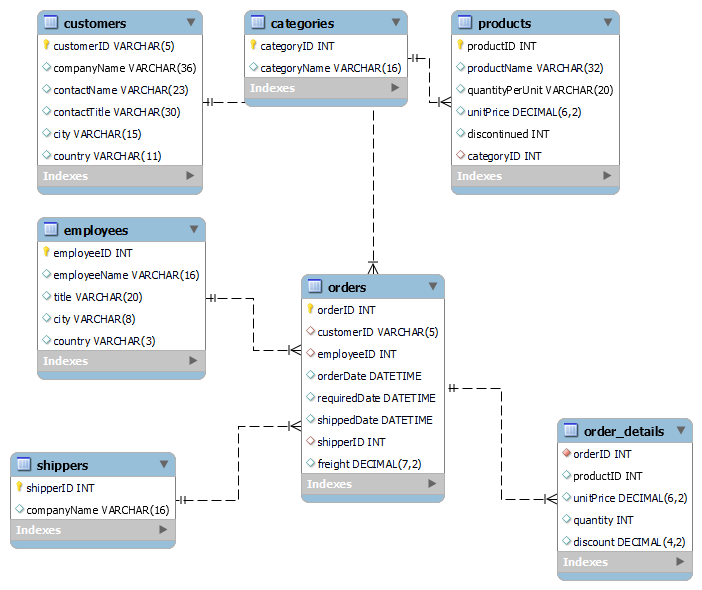 customers
customerID VARCHAR(5)
companyName VARCHAR(36)
contactName VARCHAR(23)
contactTitle VARCHAR(30)
city VARCHAR(15)
country VARCHAR(11)
Indexes
categories
categoryID INT
categoryName VARCHAR(16)
Indexes
products
productID INT
productName VARCHAR(32)
quantityPerUnit VARCHAR(20)
unitPrice DECIMAL(6,2)
discontinued INT
categoryID INT
Indexes
employees
employeeID INT
employeeName VARCHAR(16)
title VARCHAR(20)
city VARCHAR(8)
country VARCHAR(3)
Indexes
orders
orderID INT
customerID VARCHAR(5)
employeeID INT
orderDate DATETIME
requiredDate DATETIME
shippedDate DATETIME
shipperID INT
freight DECIMAL(7,2)
Indexes
shippers
shipperID INT
companyName VARCHAR(16)
Indexes
order_details
orderID INT
productID INT
unitPrice DECIMAL(6,2)
quantity INT
discount DECIMAL(4,2)
Indexes